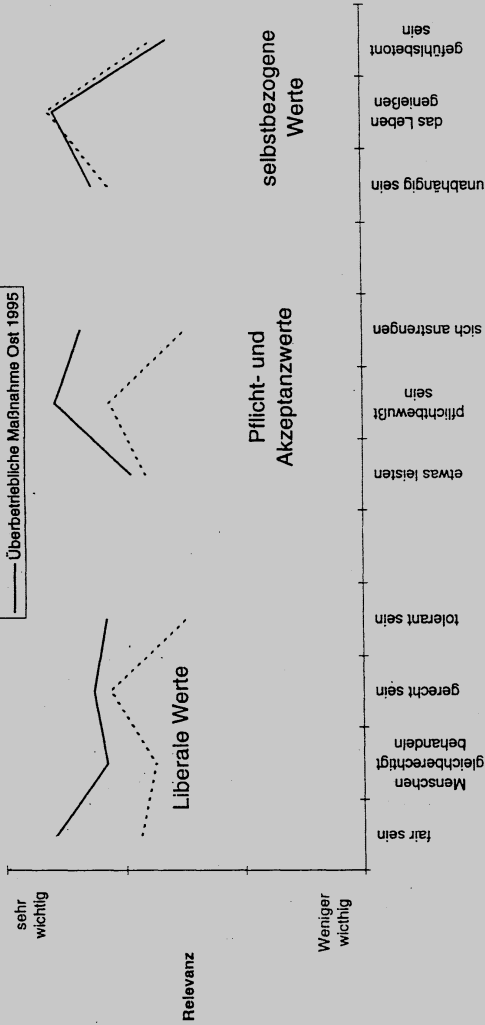 Überbetriebliche Maßnahme Ost 1995
sehr
wichtig
Relevanz
Weniger
wicthig
Liberale Werte
Pflicht- und
Akzeptanzwerte
selbstbezogene
Werte
fair sein
Menschen
gleichberechtigt
behandeln
gerecht sein
tolerant sein
etwas leisten
pflichtbewußt
sein
sich anstrengen
unabhängig sein
das Leben
genießen
gefühlsbetont
sein